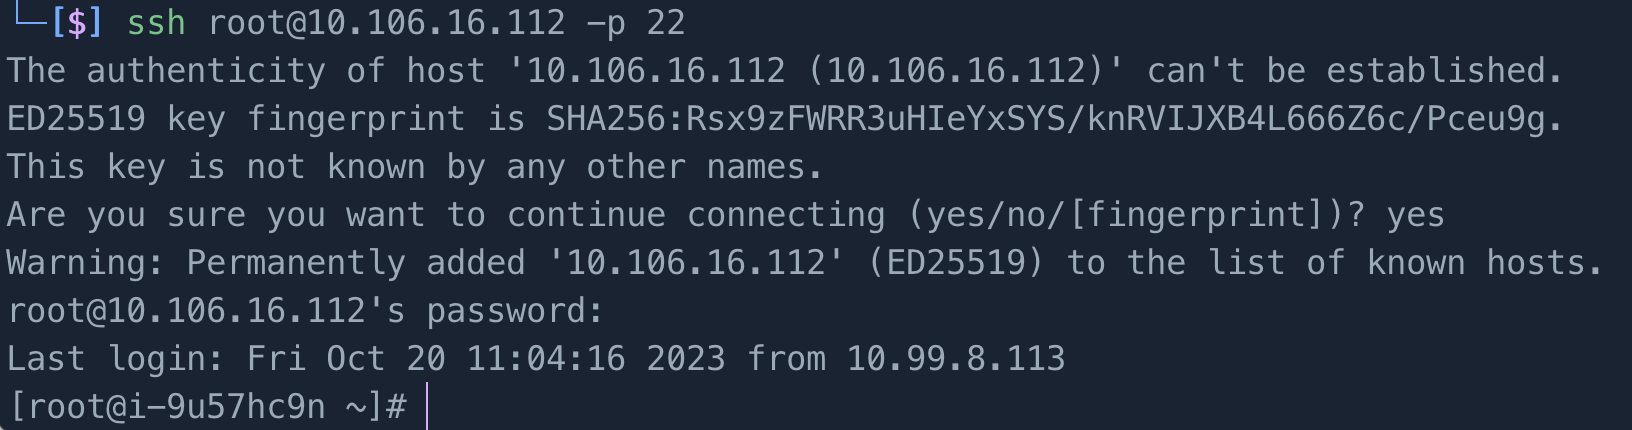 └─[$] ssh root@10.106.16.112 -p 22
The authenticity of host '10.106.16.112 (10.106.16.112)' can't be established.
ED25519 key fingerprint is SHA256:Rsx9zFWRR3uHIeYxSYS/knRVIJXB4L666Z6c/Pceu9g.
This key is not known by any other names.
Are you sure you want to continue connecting (yes/no/[fingerprint])? yes
Warning: Permanently added '10.106.16.112' (ED25519) to the list of known hosts.
root@10.106.16.112's password:
Last login: Fri Oct 20 11:04:16 2023 from 10.99.8.113
[root@i-9u57hc9n ~]#